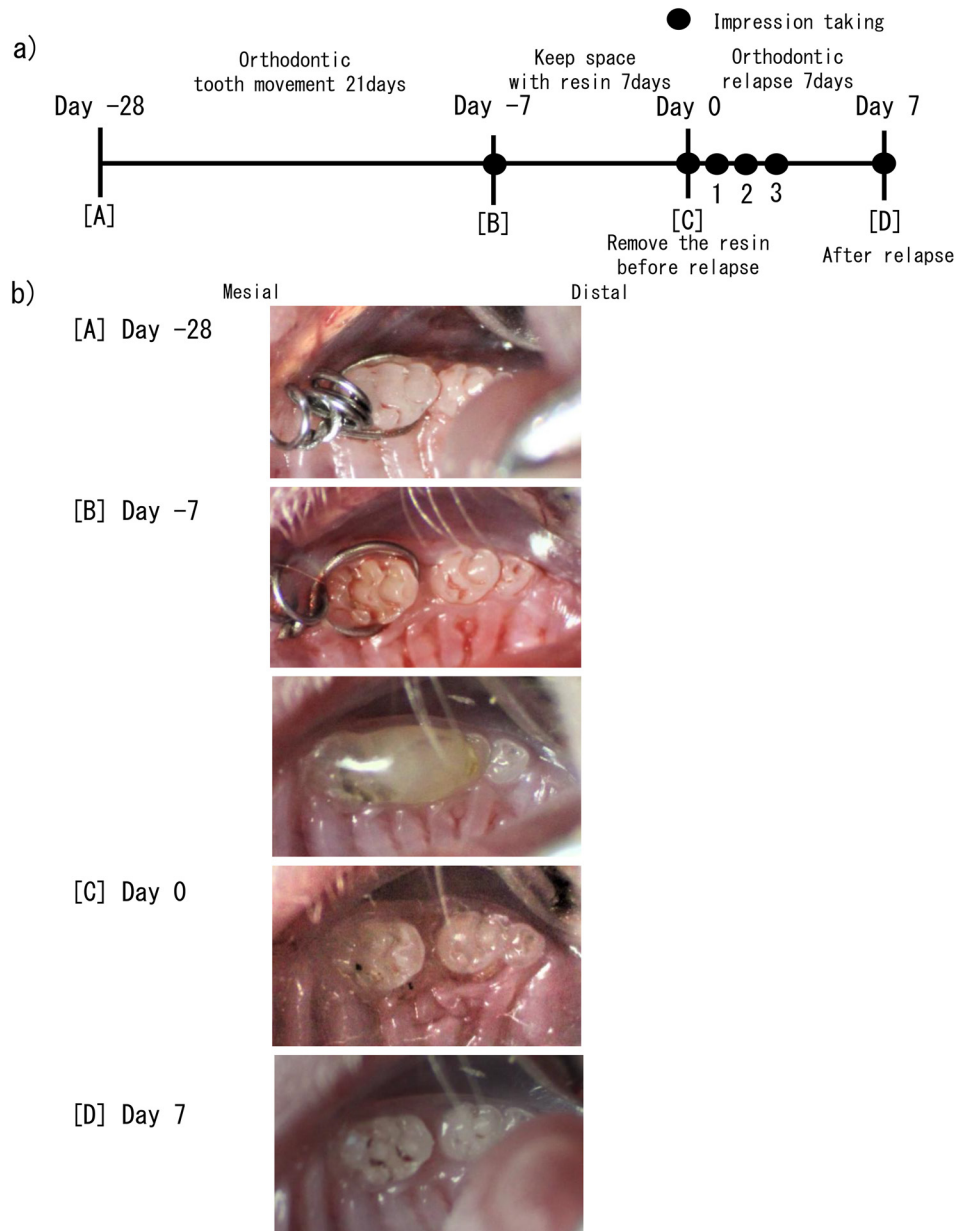 Impression taking
a)
Orthodontic
tooth movement 21days
Keep space
with resin 7days
Orthodontic
relapse 7days
Day -28
Day -7
Day 0
Day 7
1
2
3
[A]
[B]
[C]
[D]
Remove the resin
before relapse
After relapse
b)
Mesial
Distal
[A] Day -28
[B] Day -7
[C] Day 0
[D] Day 7